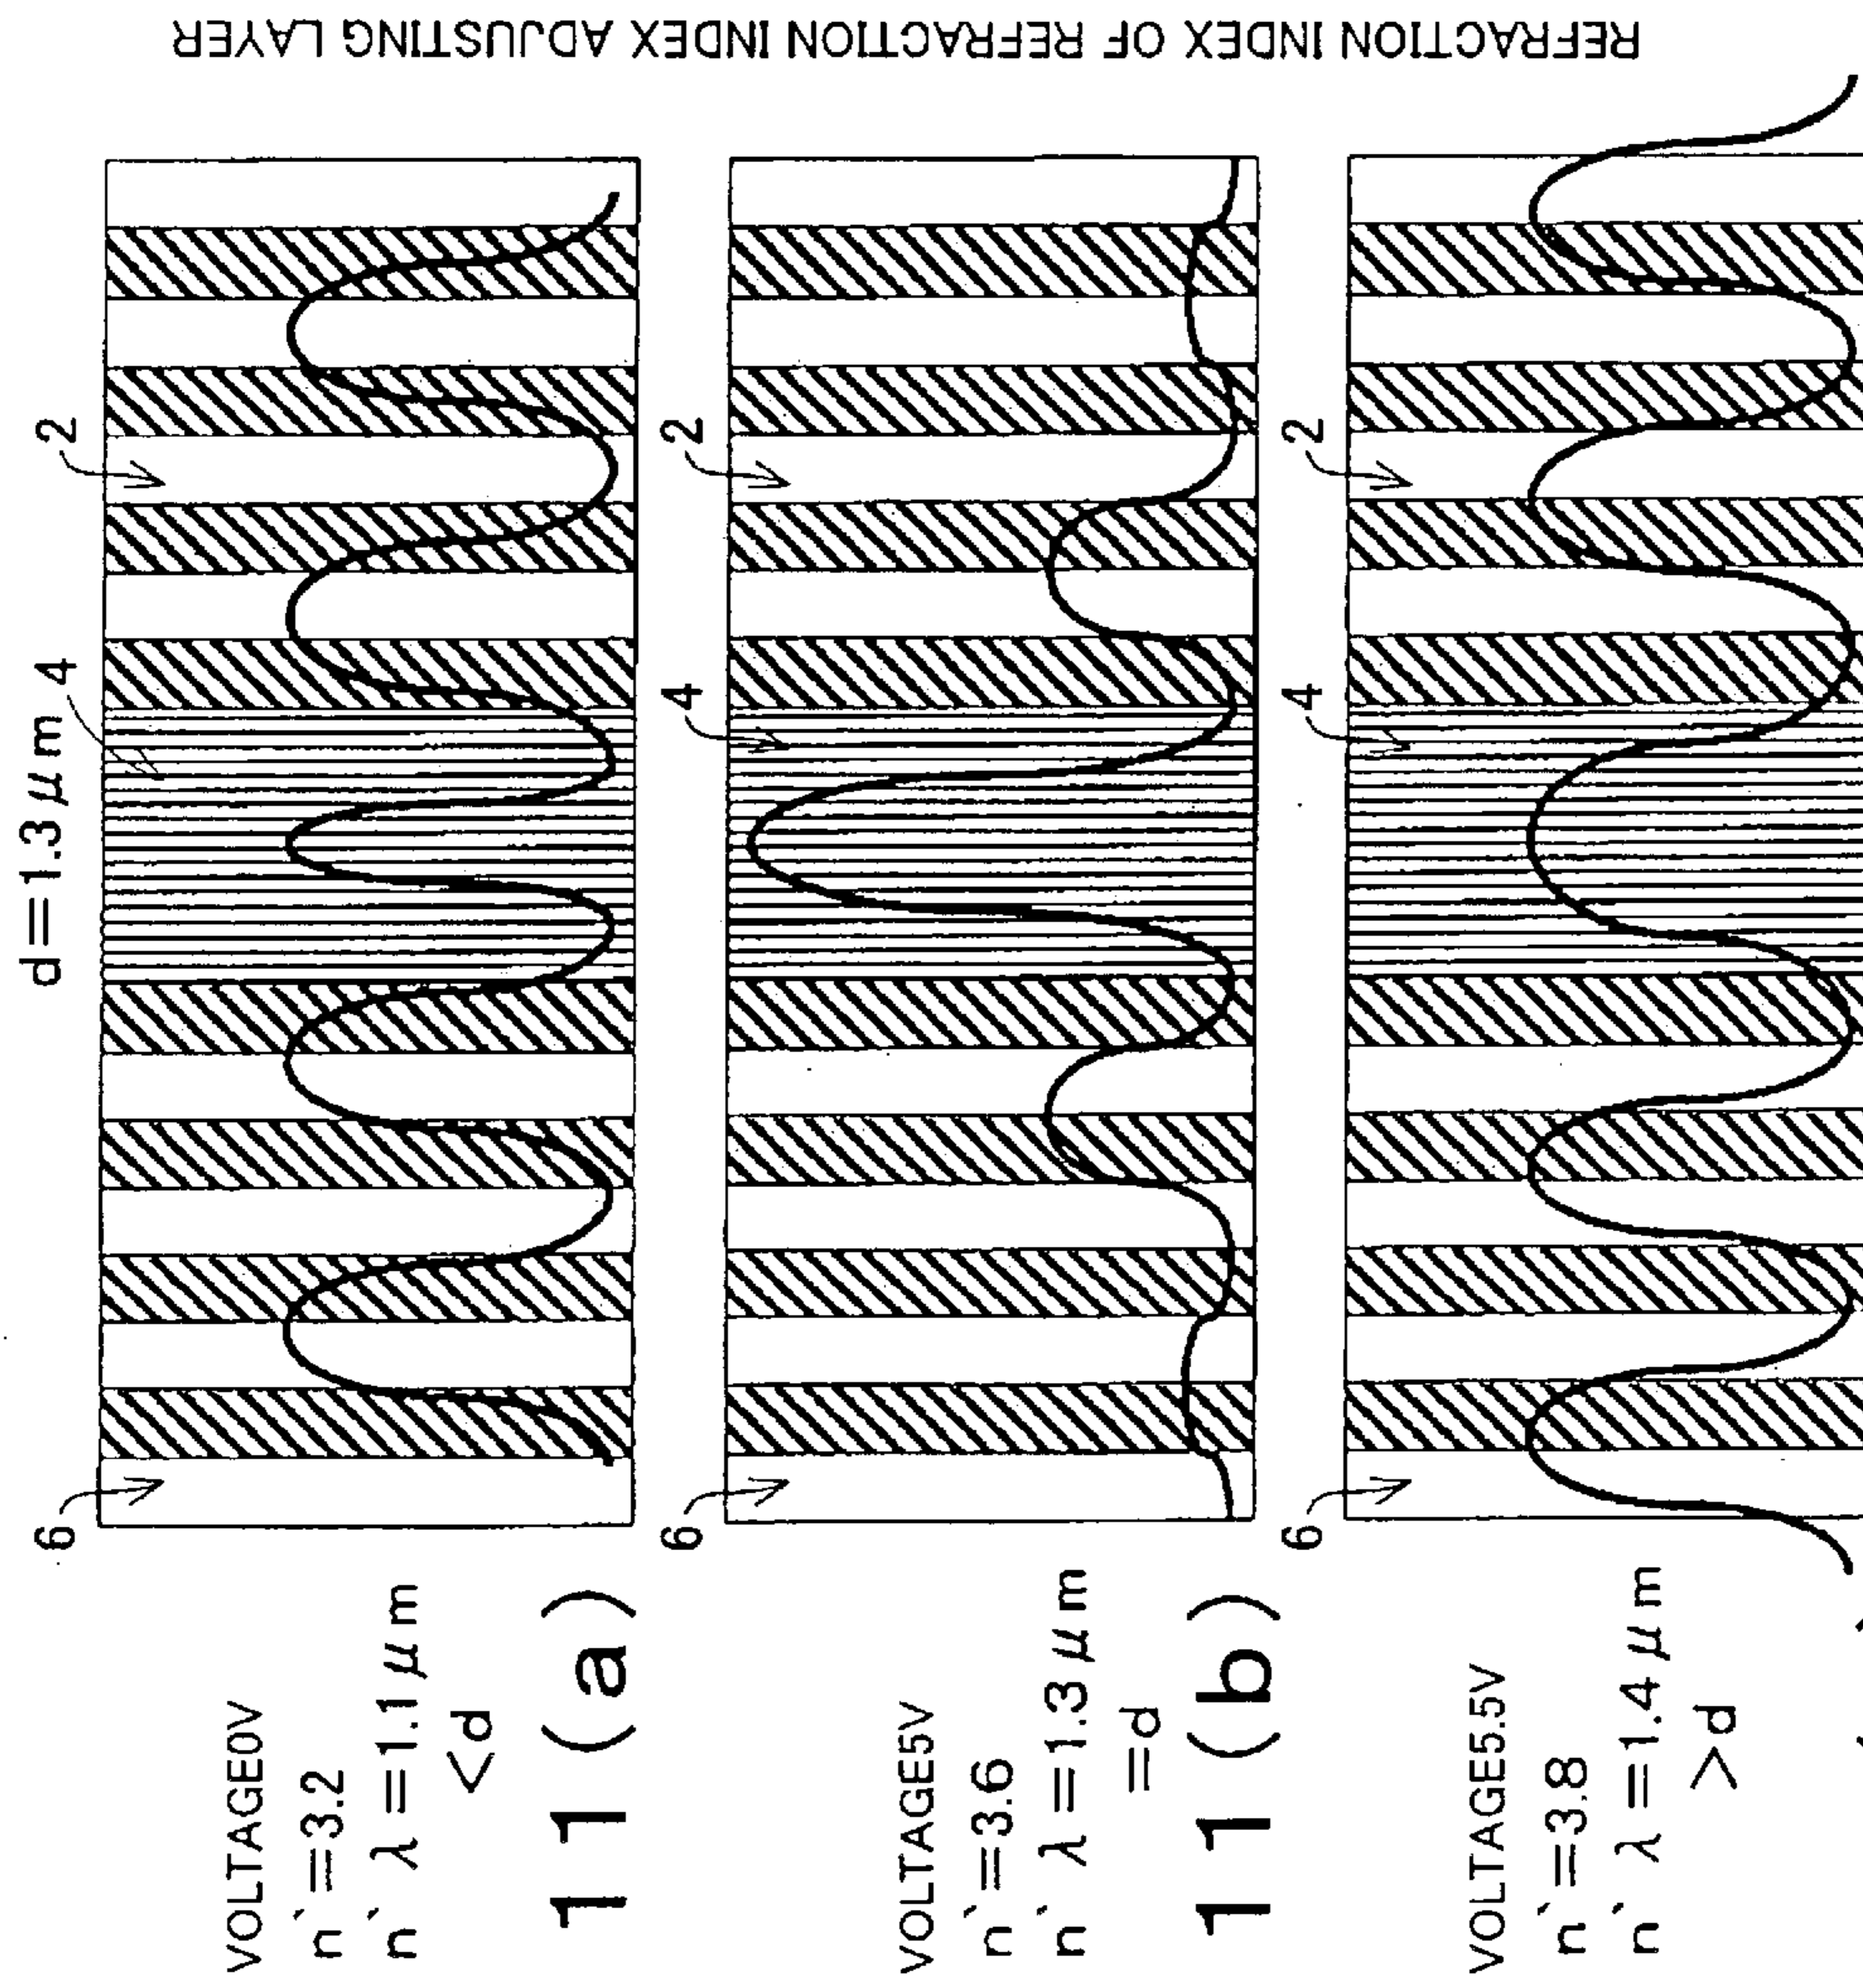 REFRACTION INDEX OF REFRACTION INDEX ADJUSTING LAYER
d=1.3μm
4
2
6
VOLTAGE0V
n`=3.2
n`λ=1.1μm
<d
11(a)
4
2
6
VOLTAGE5V
n`=3.6
n`λ=1.3μm
=d
11(b)
4
2
6
VOLTAGE5.5V
n`=3.8
n`λ=1.4μm
>d